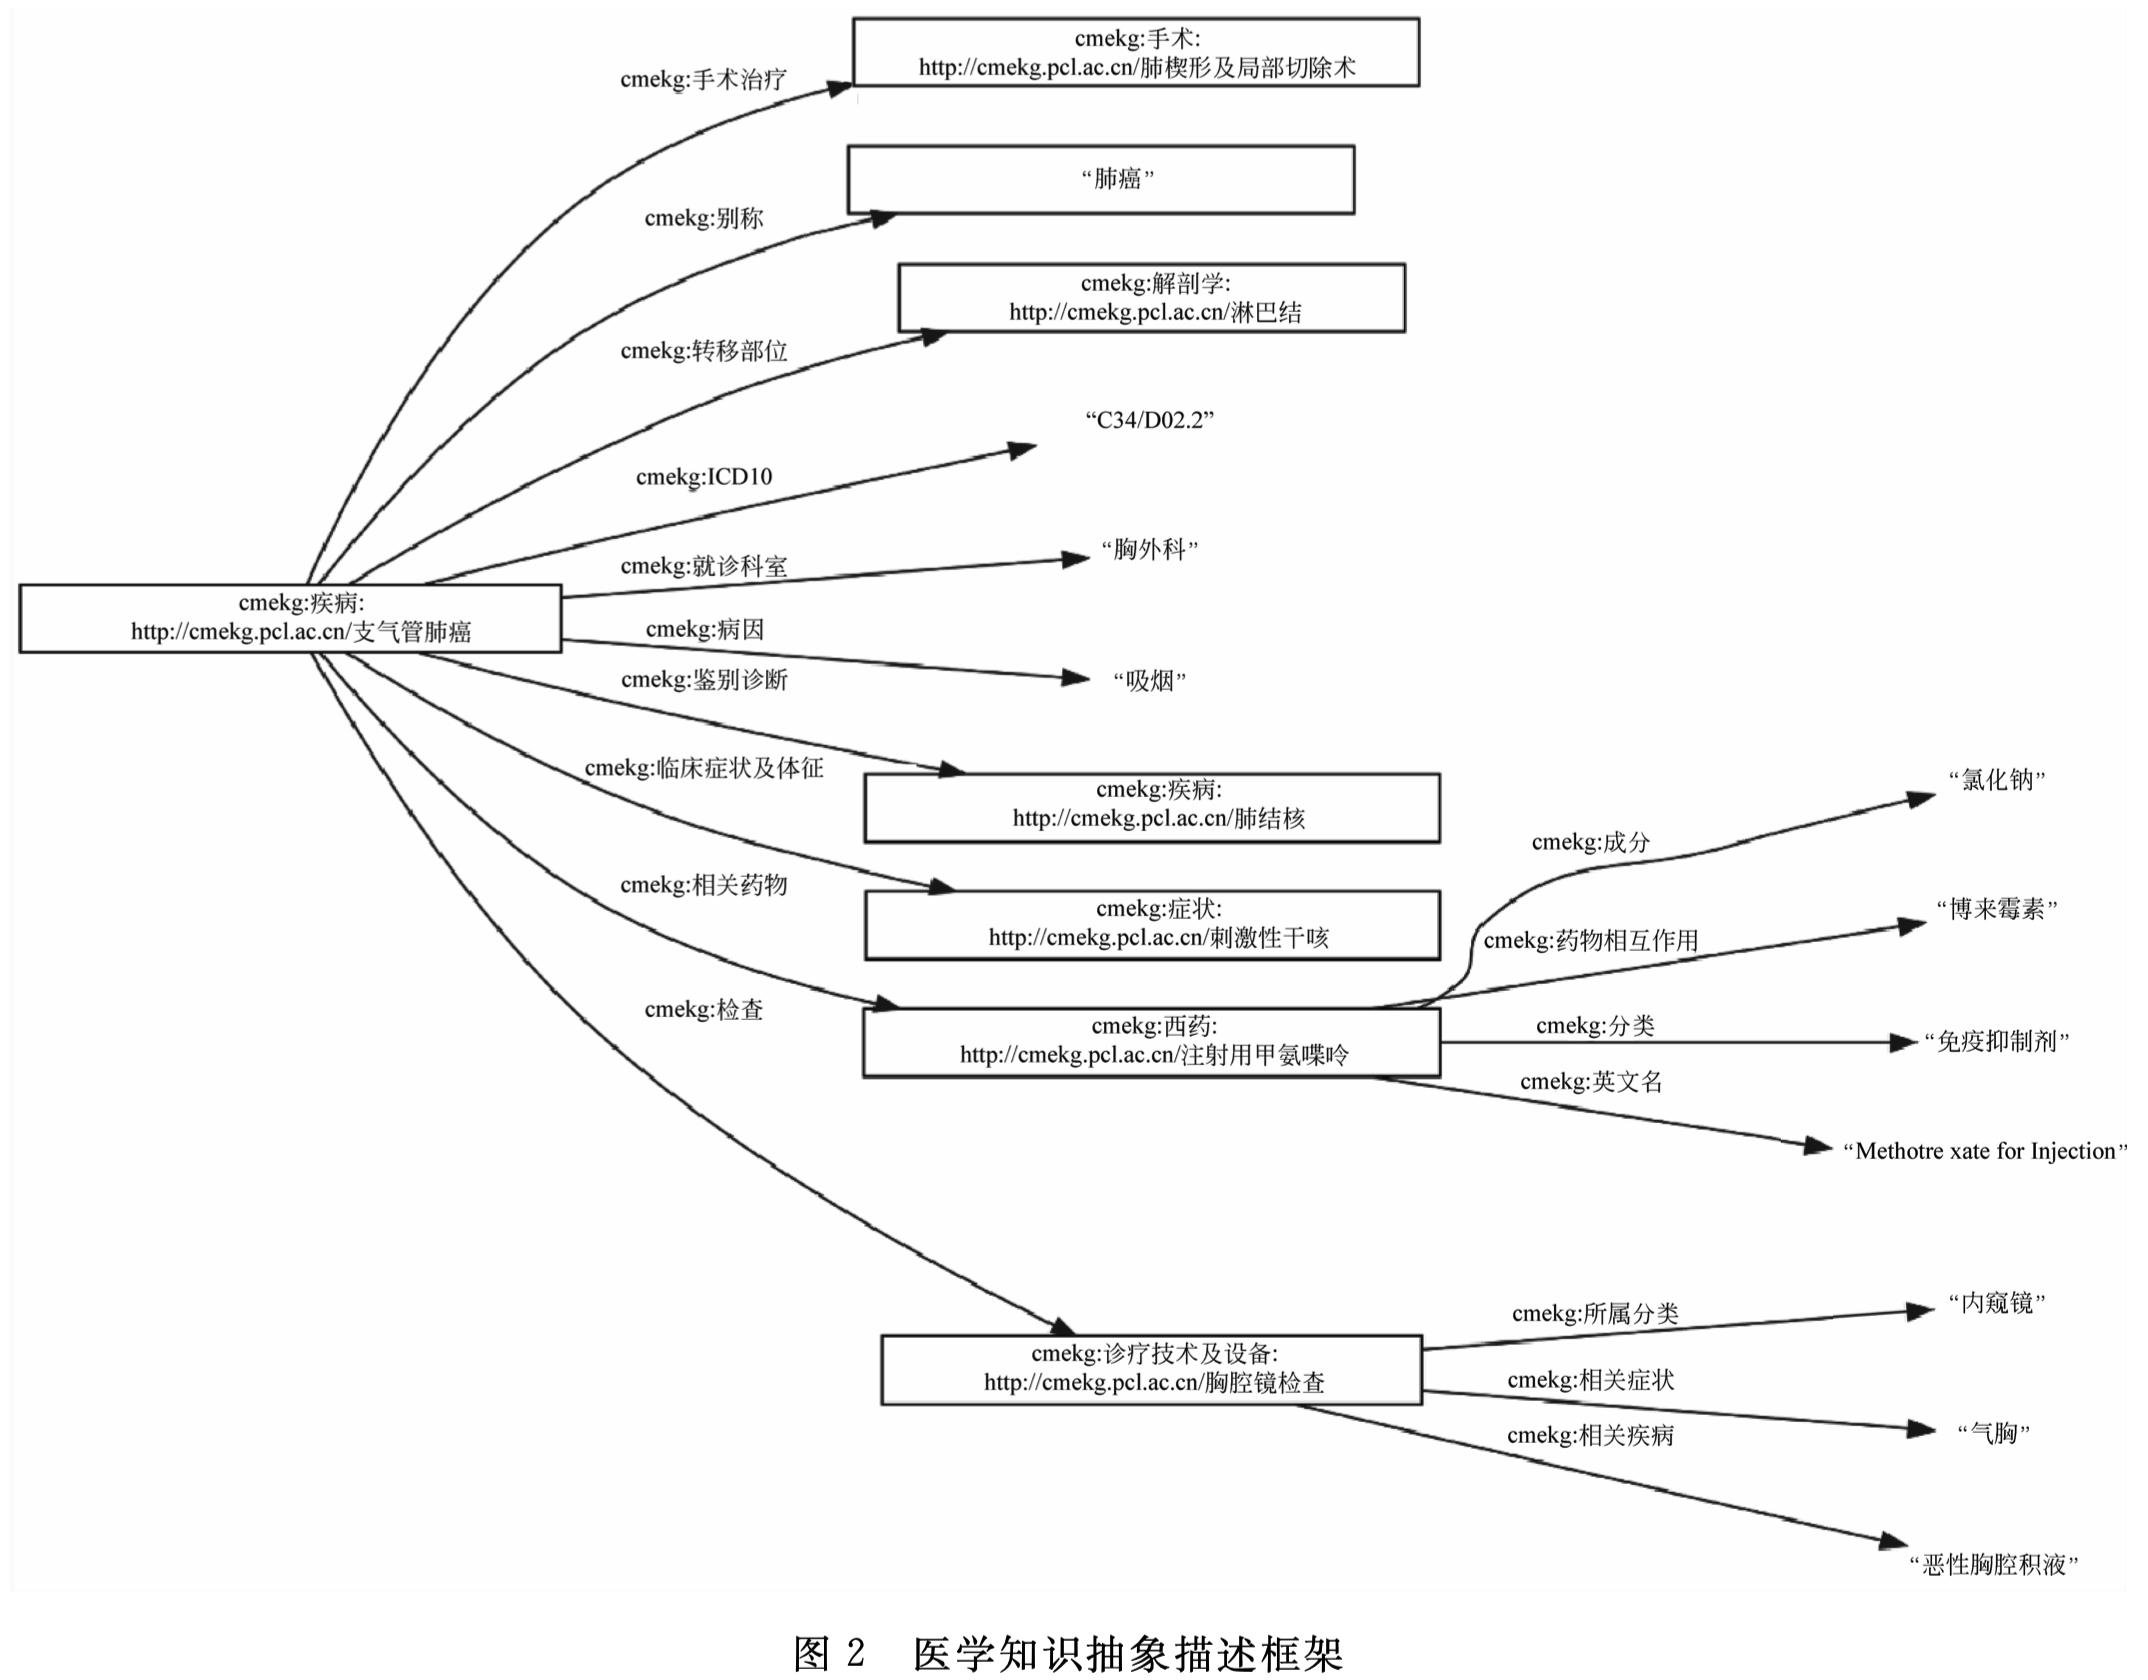 cmekg:手术:
http://cmekg.pcl.ac.cn/肺楔形及局部切除术
cmekg:手术治疗
“肺癌”
cmekg:别称
cmekg:解剖学:
http://cmekg.pcl.ac.cn/淋巴结
cmekg:转移部位
“C34/D02.2”
cmekg:ICD10
“胸外科”
cmekg:就诊科室
cmekg:疾病:
http://cmekg.pcl.ac.cn/支气管肺癌
cmekg:病因
“吸烟”
cmekg:鉴别诊断
cmekg:疾病:
http://cmekg.pcl.ac.cn/肺结核
cmekg:临床症状及体征
cmekg:症状:
http://cmekg.pcl.ac.cn/刺激性干咳
cmekg:相关药物
cmekg:西药:
http://cmekg.pcl.ac.cn/注射用甲氨喋呤
cmekg:成分
“氯化钠”
cmekg:药物相互作用
“博来霉素”
cmekg:分类
“免疫抑制剂”
cmekg:英文名
“Methotre xate for Injection”
cmekg:检查
cmekg:诊疗技术及设备:
http://cmekg.pcl.ac.cn/胸腔镜检查
cmekg:所属分类
“内窥镜”
cmekg:相关症状
“气胸”
cmekg:相关疾病
“恶性胸腔积液”
图 2 医学知识抽象描述框架